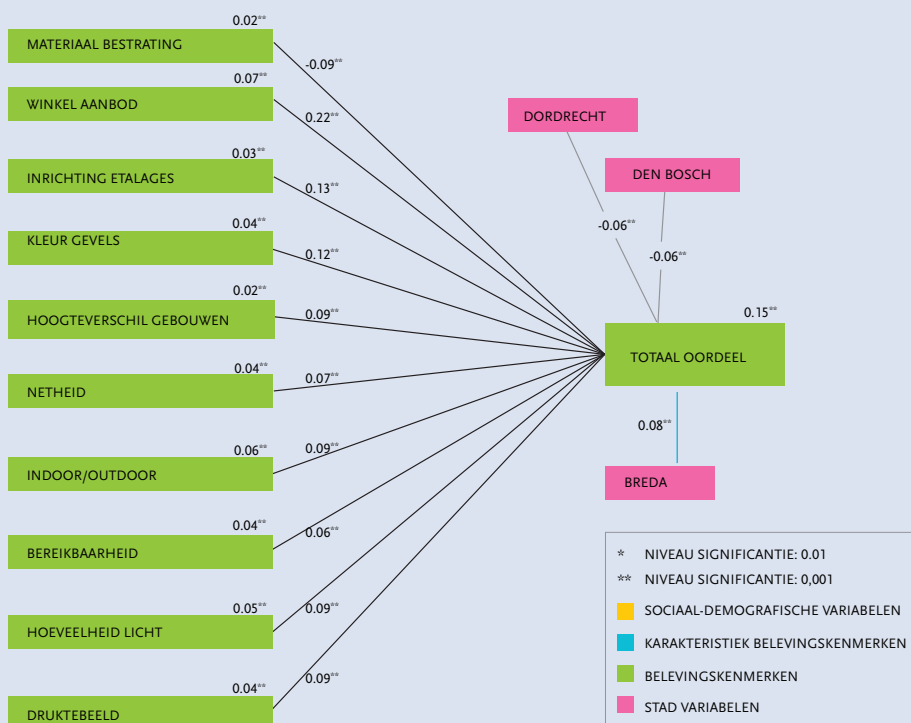 0.02**
MATERIAAL BESTRATING
-0.09**
0.07**
WINKEL AANBOD
0.22**
DORDRECHT
0.03**
INRICHTING ETALAGES
0.13**
DEN BOSCH
0.04**
KLEUR GEVELS
0.12**
-0.06**
-0.06**
0.02**
HOOGTEVERSCHIL GEBOUWEN
0.09**
0.15**
TOTAAL OORDEEL
0.04**
NETHEID
0.07**
0.08**
0.06**
INDOOR/OUTDOOR
0.09**
BREDA
0.04**
BEREIKBAARHEID
0.06**
0.05**
HOEVEELHEID LICHT
0.09**
0.04**
DRUKTEBEELD
0.09**
* NIVEAU SIGNIFICANTIE: 0.01
** NIVEAU SIGNIFICANTIE: 0,001
SOCIAAL-DEMOGRAFISCHE VARIABELEN
KARAKTERISTIEK BELEVINGSKENMERKEN
BELEVINGSKENMERKEN
STAD VARIABELEN